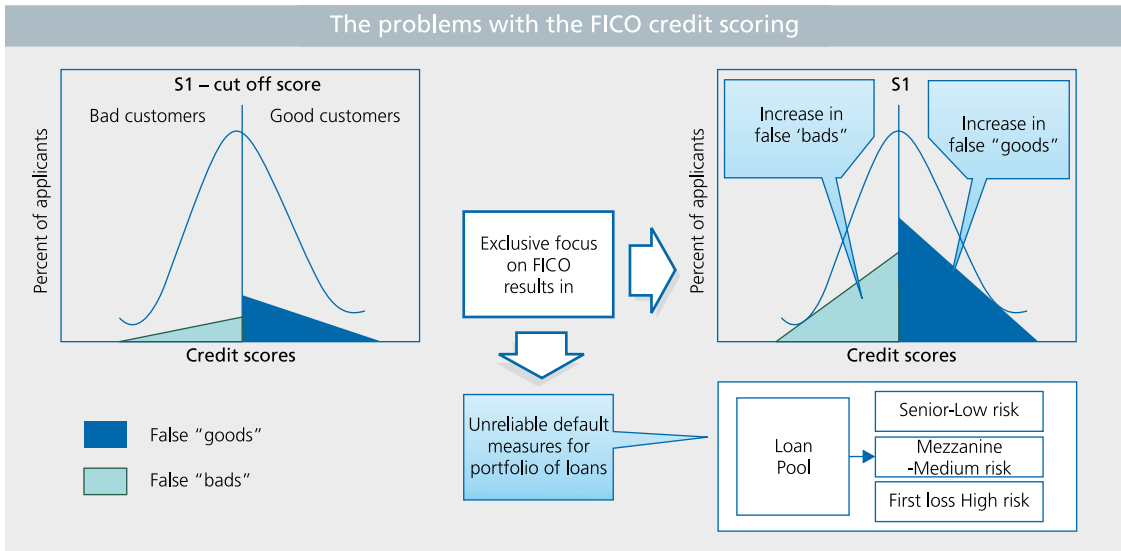 The problems with the FICO credit scoring
S1 – cut off score
Bad customers
Good customers
Percent of applicants
Credit scores
False “goods”
False “bads”
Exclusive focus
on FICO
results in
Unreliable default
measures for
portfolio of loans
S1
Increase in
false ‘bads”
Increase in
false “goods”
Percent of applicants
Credit scores
Loan
Pool
Senior-Low risk
Mezzanine
-Medium risk
First loss High risk